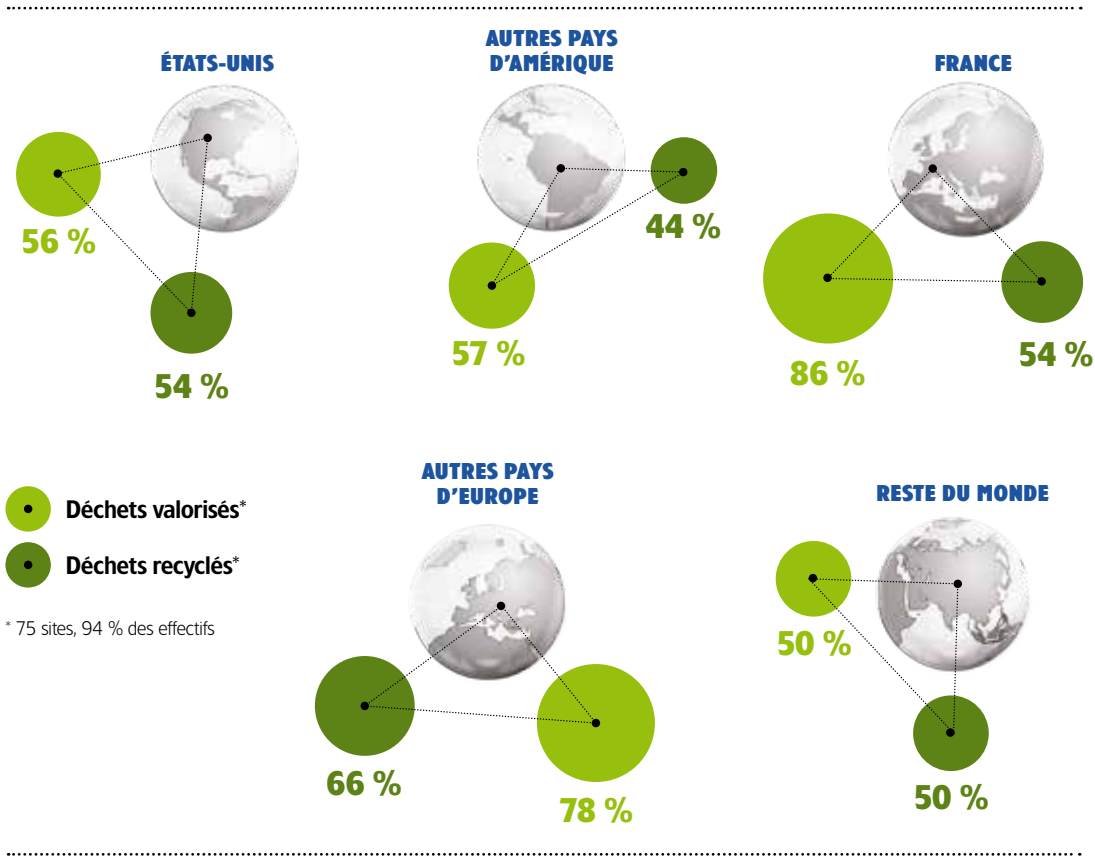 ÉTATS-UNIS
56 %
54 %
AUTRES PAYS
D'AMÉRIQUE
44 %
57 %
FRANCE
86 %
54 %
Déchets valorisés*
Déchets recyclés*
* 75 sites, 94 % des effectifs
AUTRES PAYS
D'EUROPE
66 %
78 %
RESTE DU MONDE
50 %
50 %